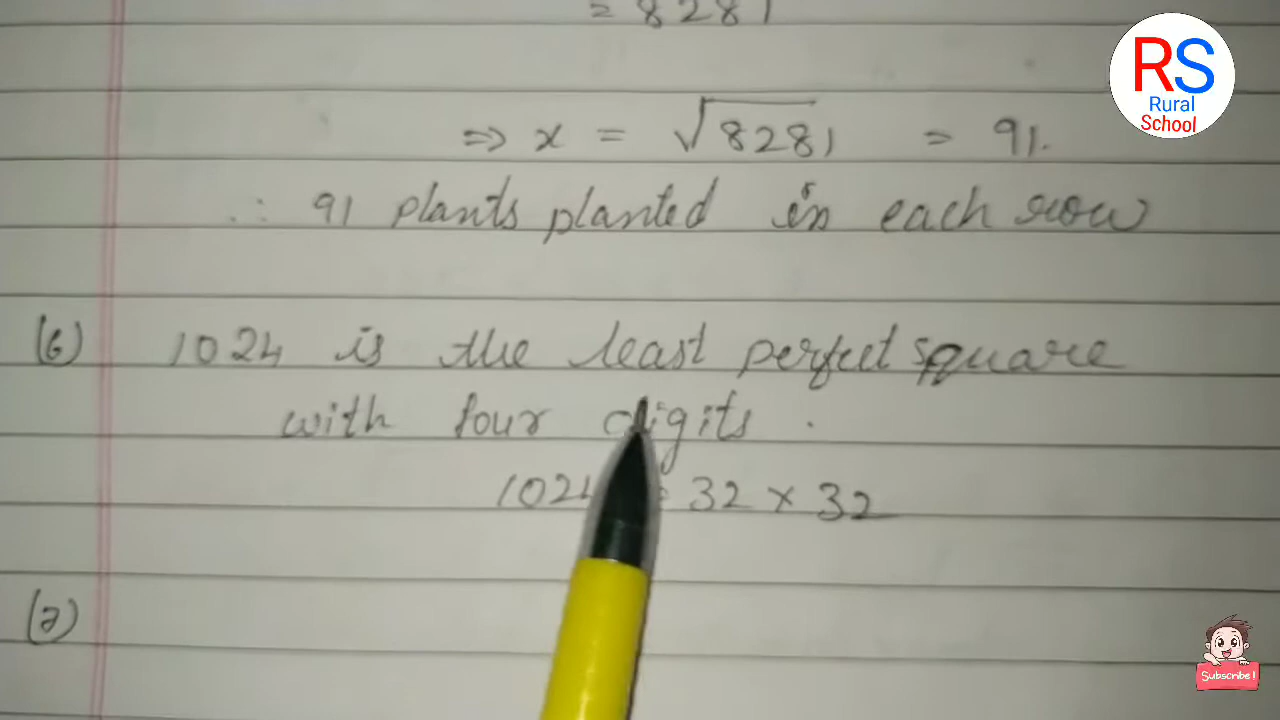 = 8281
RS
Rural
School
⇒ x = √8281 = 91.
∴ 91 plants planted in each row
(6) 1024 is the least perfect square
with four digits.
1024 = 32 × 32
(7)
Subscribe!